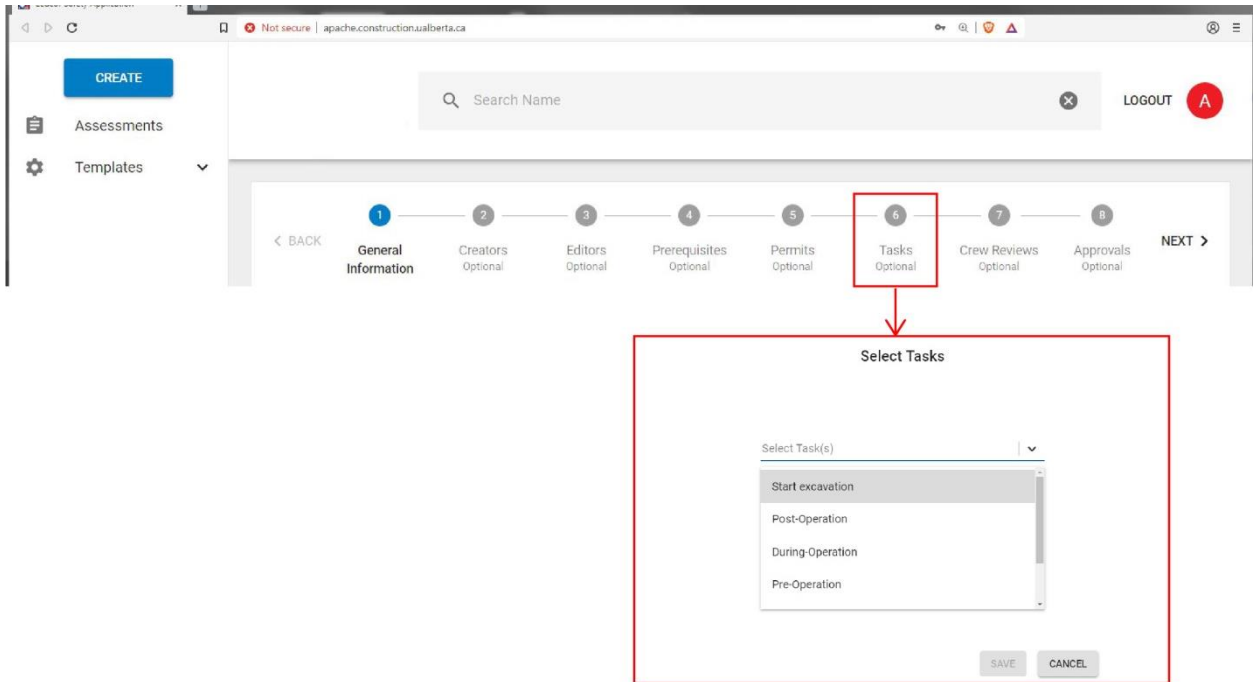 Not secure | apache.construction.ualberta.ca
CREATE
Search Name
LOGOUT
A
Assessments
Templates
1
2
3
4
5
6
7
8
< BACK
General
Information
Creators
Optional
Editors
Optional
Prerequisites
Optional
Permits
Optional
Tasks
Optional
Crew Reviews
Optional
Approvals
Optional
NEXT >
Select Tasks
Select Task(s)
Start excavation
Post-Operation
During-Operation
Pre-Operation
SAVE
CANCEL